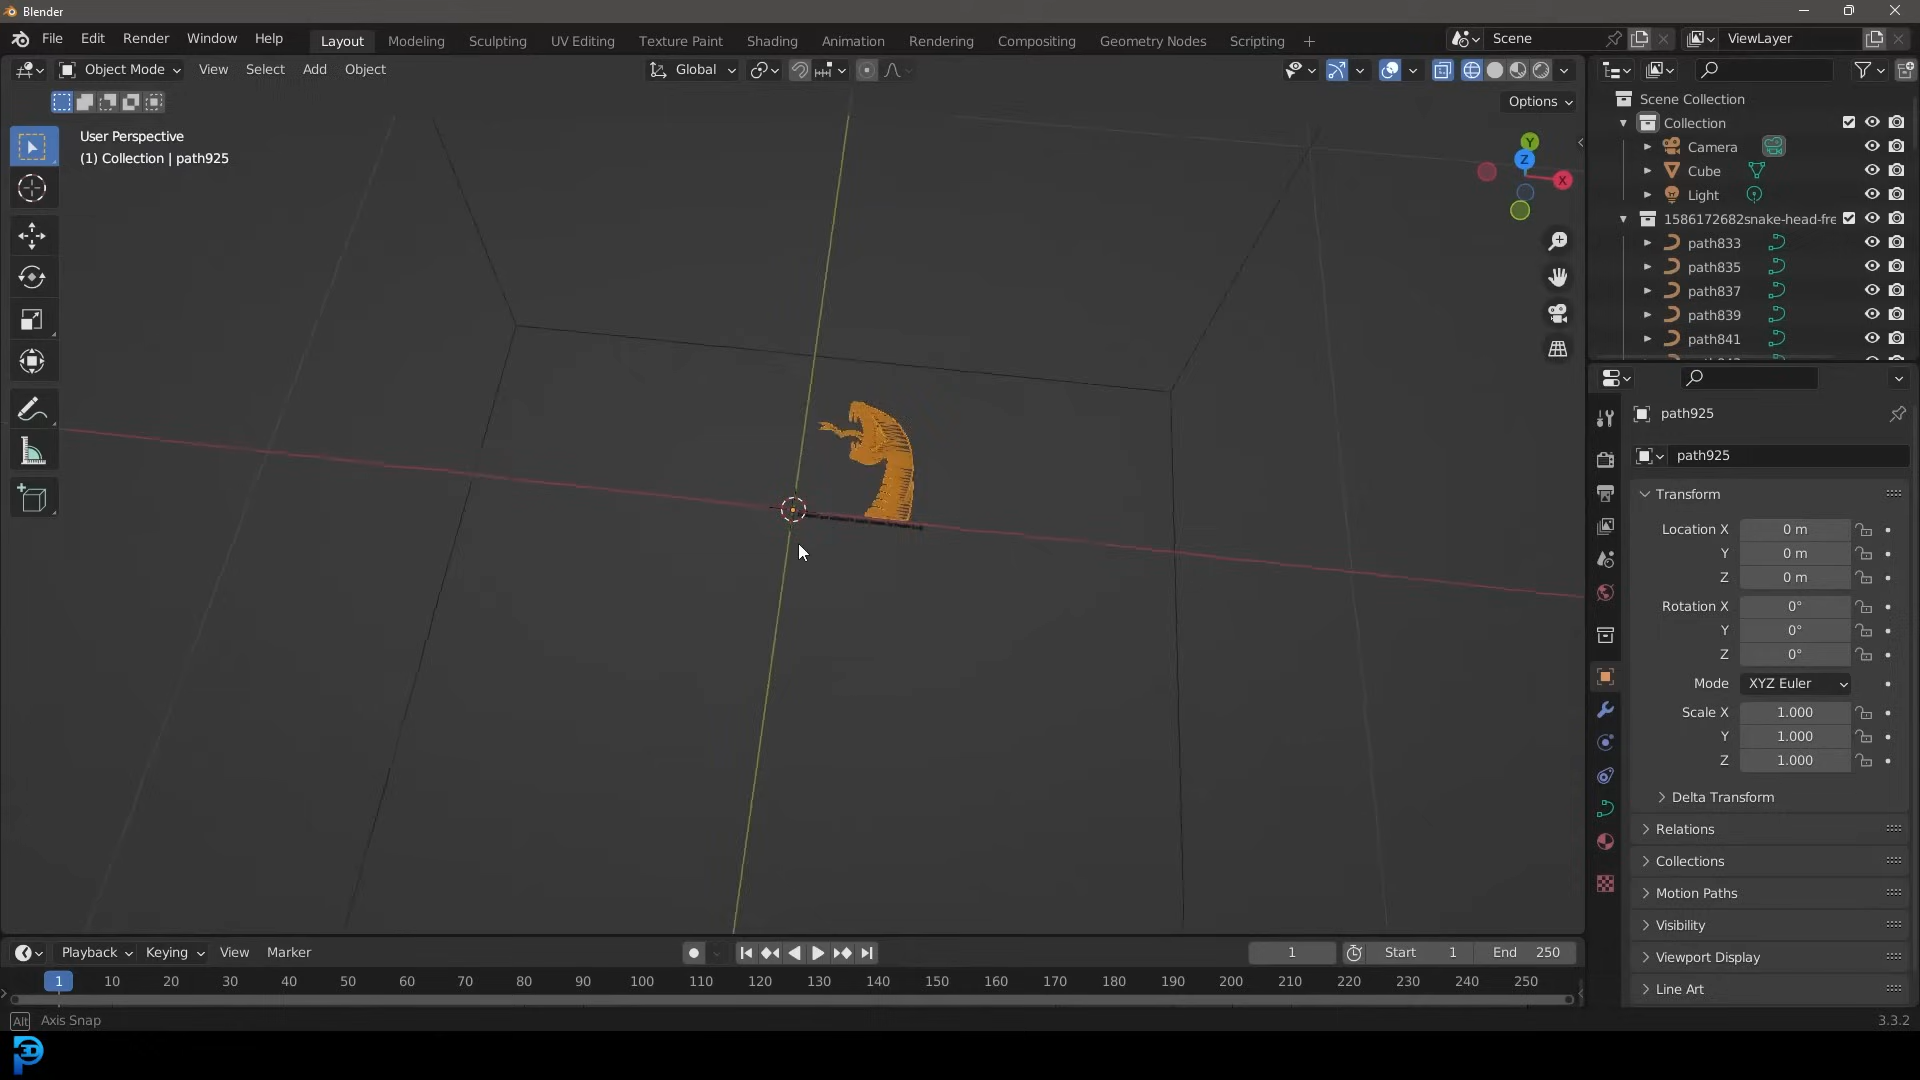 Blender
File Edit Render Window Help
Layout Modeling Sculpting UV Editing Texture Paint Shading Animation Rendering Compositing Geometry Nodes Scripting +
Scene
ViewLayer
Object Mode View Select Add Object
Global
Options
User Perspective
(1) Collection | path925
Y
Z
X
Scene Collection
Collection
Camera
Cube
Light
1586172682snake-head-fre
path833
path835
path837
path839
path841
path925
path925
Transform
Location X 0 m
Y 0 m
Z 0 m
Rotation X 0°
Y 0°
Z 0°
Mode XYZ Euler
Scale X 1.000
Y 1.000
Z 1.000
Delta Transform
Relations
Collections
Motion Paths
Visibility
Viewport Display
Line Art
Playback Keying View Marker
1 Start 1 End 250
1 10 20 30 40 50 60 70 80 90 100 110 120 130 140 150 160 170 180 190 200 210 220 230 240 250
Alt Axis Snap
3.3.2
3D